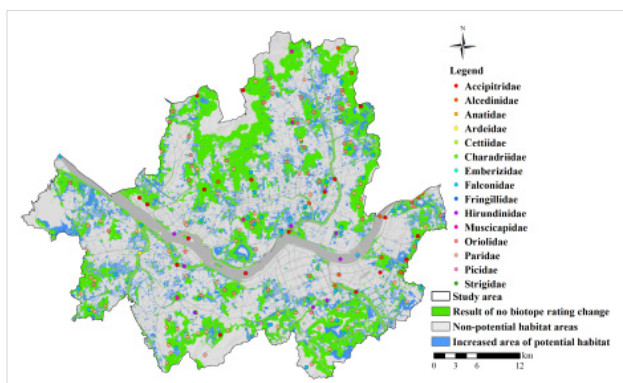 N
Legend
Accipitridae
Alcedinidae
Anatidae
Ardeidae
Cettiidae
Charadriidae
Emberizidae
Falconidae
Fringillidae
Hirundinidae
Muscicapidae
Oriolidae
Paridae
Picidae
Strigidae
Study area
Result of no biotope rating change
Non-potential habitat areas
Increased area of potential habitat
km
0 3 6 12